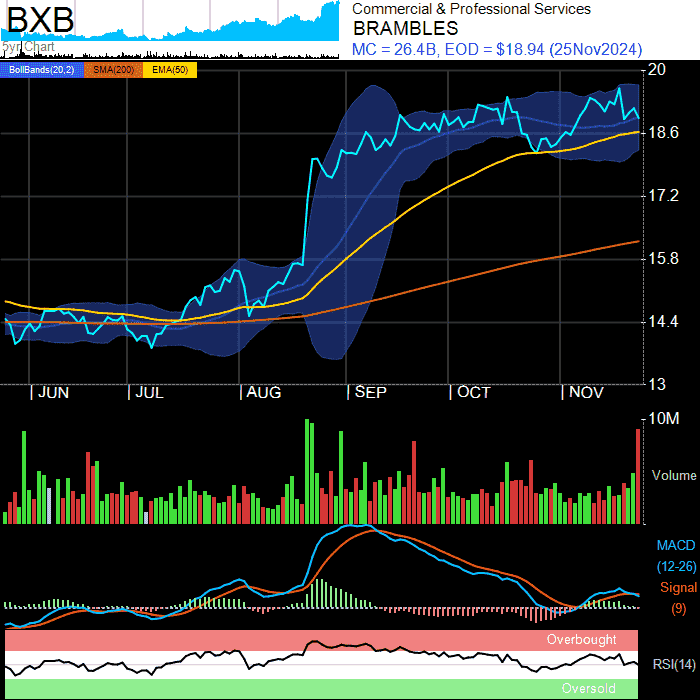 BXB
5yr Chart
Commercial & Professional Services
BRAMBLES
MC = 26.4B, EOD = $18.94 (25Nov2024)
BollBands(20,2) SMA(200) EMA(50)
20
18.6
17.2
15.8
14.4
13
JUN JUL AUG SEP OCT NOV
10M
Volume
MACD
(12-26)
Signal
(9)
Overbought
RSI(14)
Oversold